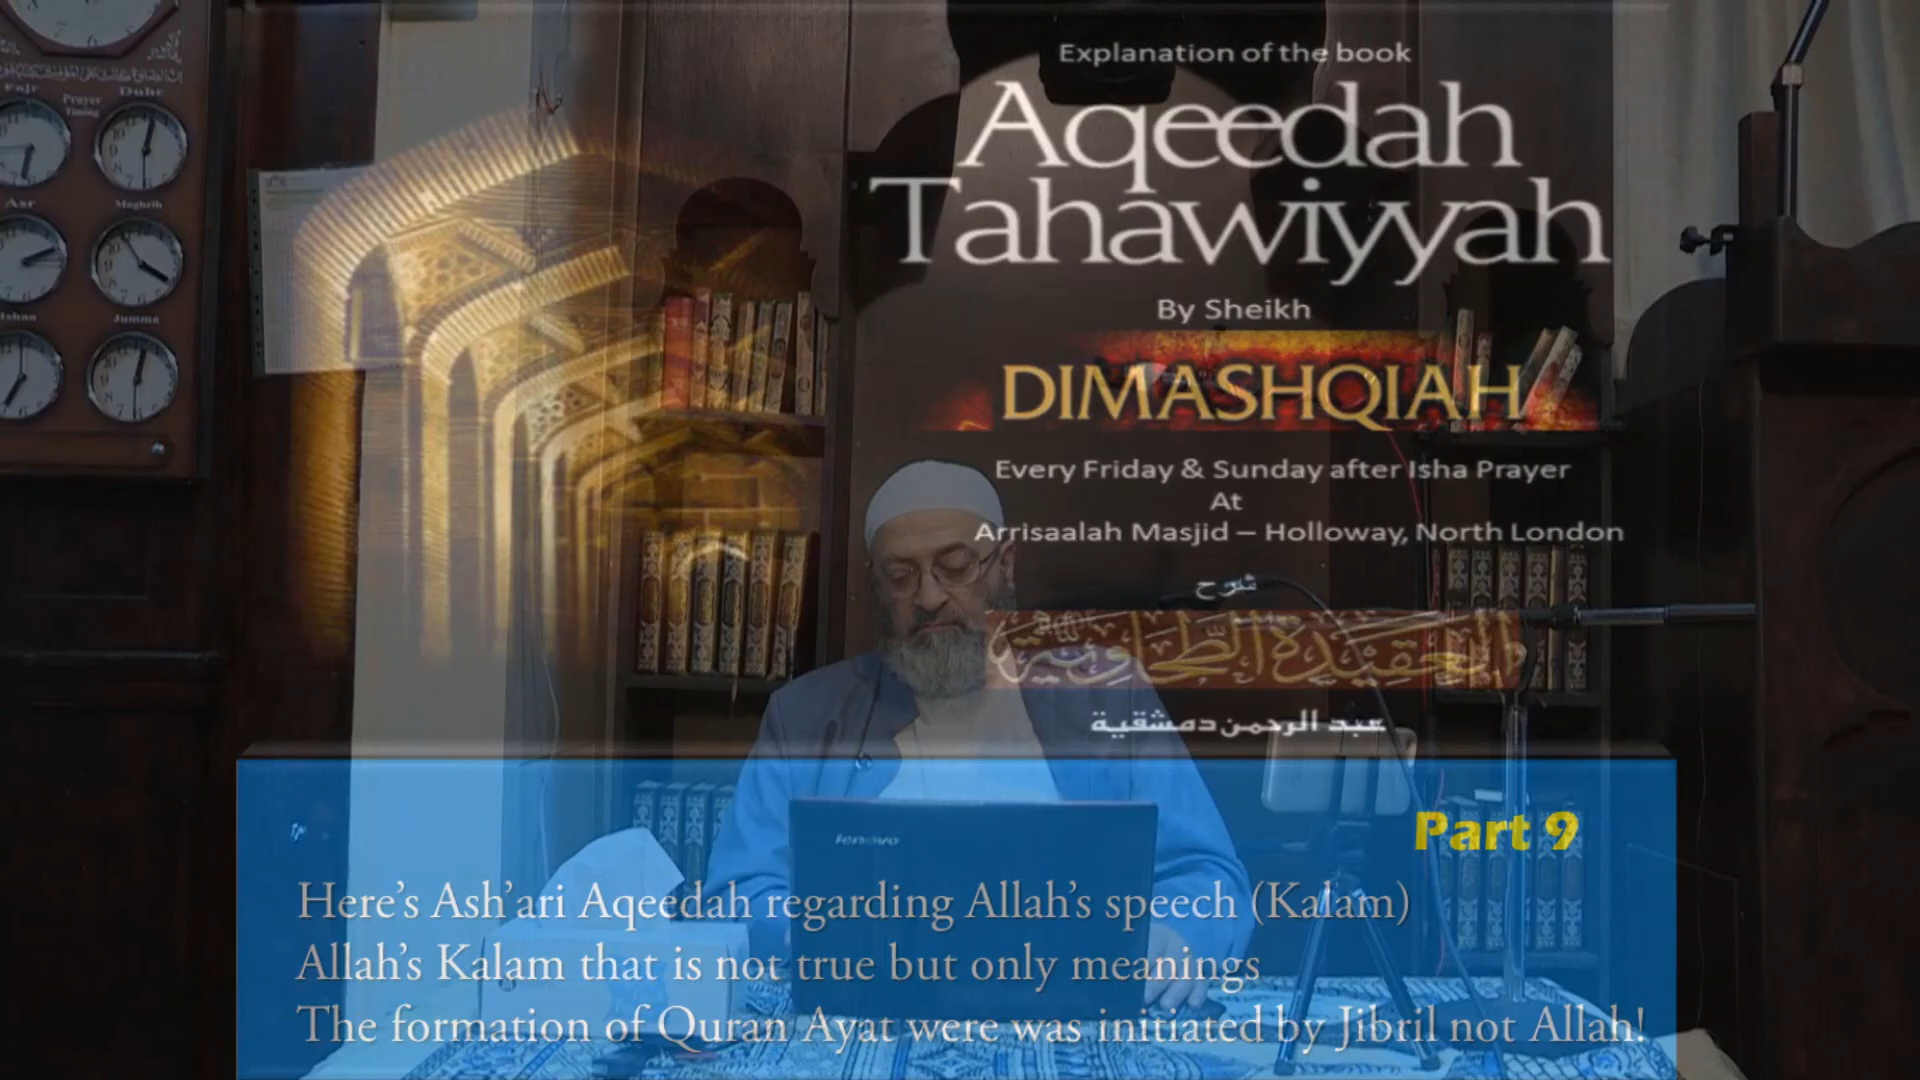 Explanation of the book
Aqeedah
Tahawiyyah
By Sheikh
DIMASHQIAH
Every Friday & Sunday after Isha Prayer
At
Arrisaalah Masjid – Holloway, North London
شرح
العقيدة الطحاوية
عبد الرحمن دمشقية
Fajr
Prayer
Timing
Duhr
Asr
Maghrib
Ishaa
Jumma
lenovo
Part 9
Here's Ash'ari Aqeedah regarding Allah's speech (Kalam)
Allah's Kalam that is not true but only meanings
The formation of Quran Ayat were was initiated by Jibril not Allah!